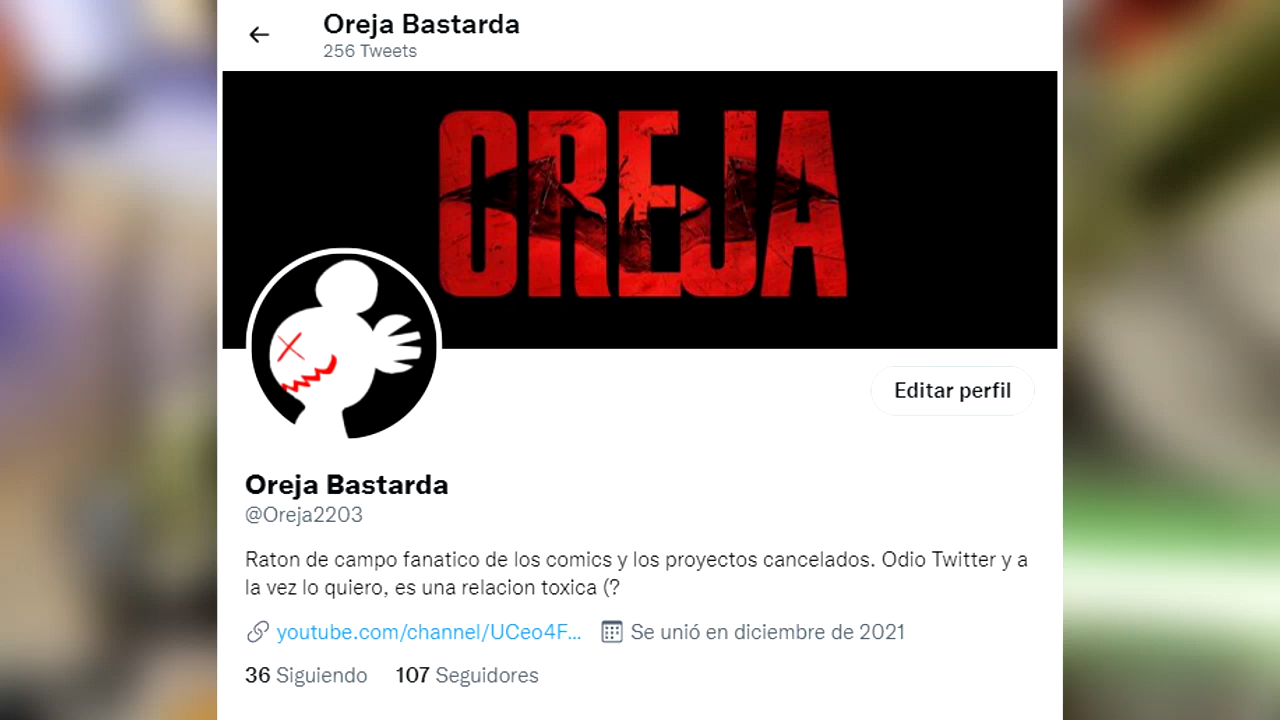 Oreja Bastarda
256 Tweets
OREJA
Editar perfil
Oreja Bastarda
@Oreja2203
Raton de campo fanatico de los comics y los proyectos cancelados. Odio Twitter y a
la vez lo quiero, es una relacion toxica (?
youtube.com/channel/UCeo4F... Se unió en diciembre de 2021
36 Siguiendo 107 Seguidores